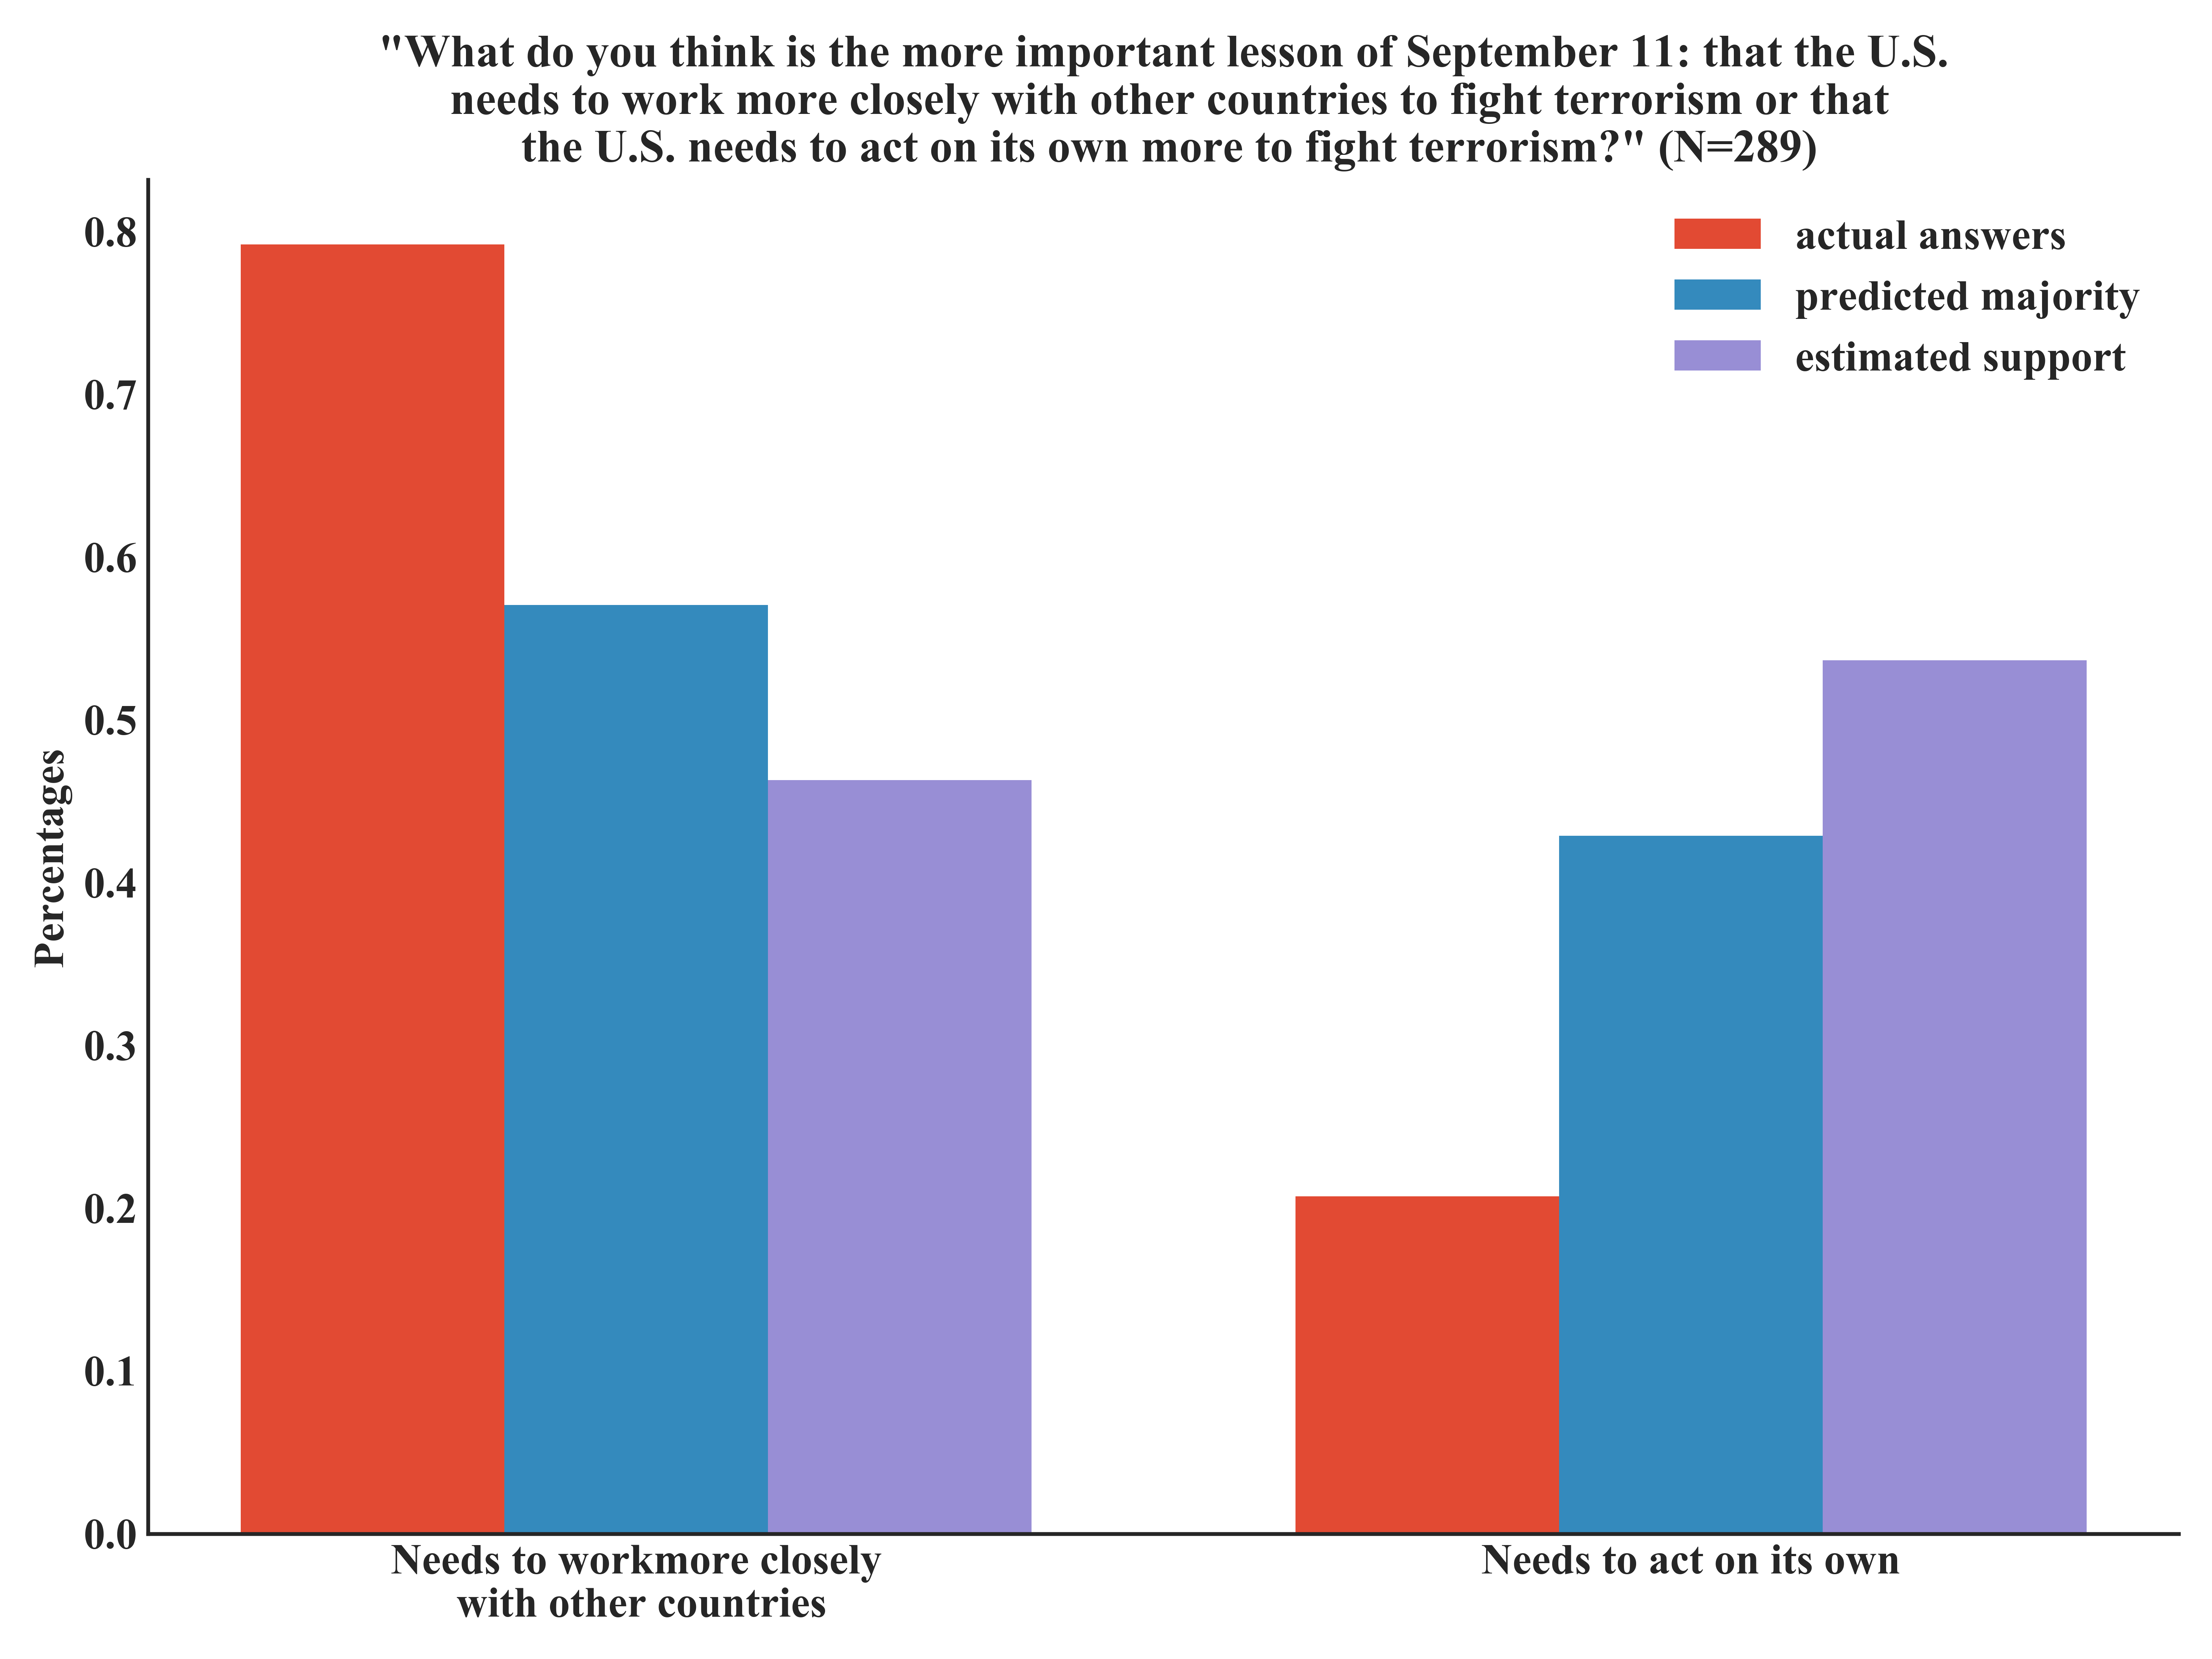 "What do you think is the more important lesson of September 11: that the U.S.
needs to work more closely with other countries to fight terrorism or that
the U.S. needs to act on its own more to fight terrorism?" (N=289)
actual answers
predicted majority
estimated support
Percentages
0.8
0.7
0.6
0.5
0.4
0.3
0.2
0.1
0.0
Needs to workmore closely
with other countries
Needs to act on its own